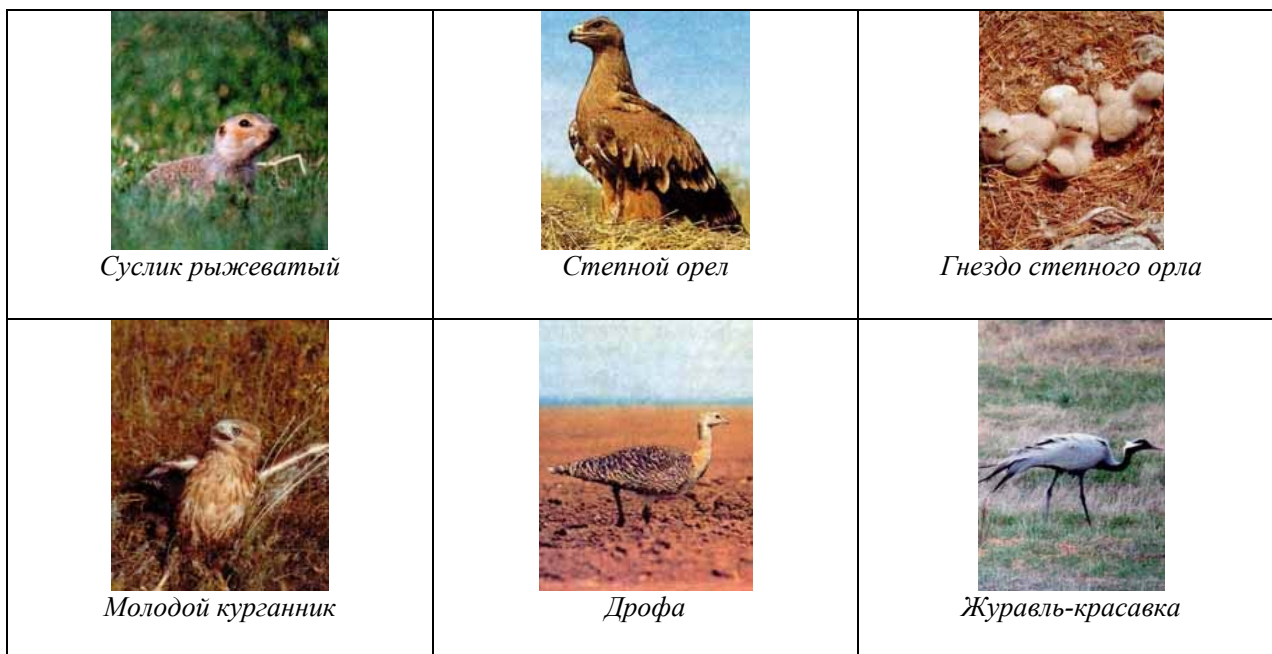 Суслик рыжеватый
Степной орел
Гнездо степного орла
Молодой курганник
Дрофа
Журавль-красавка